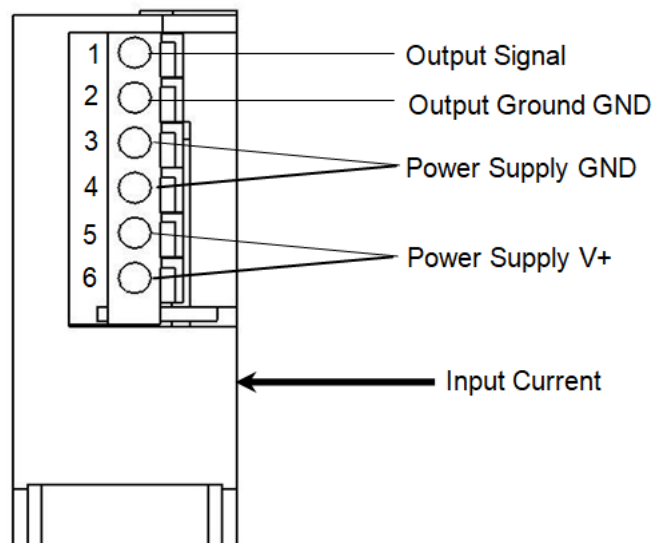 1
Output Signal
2
Output Ground GND
3
Power Supply GND
4
5
Power Supply V+
6
Input Current